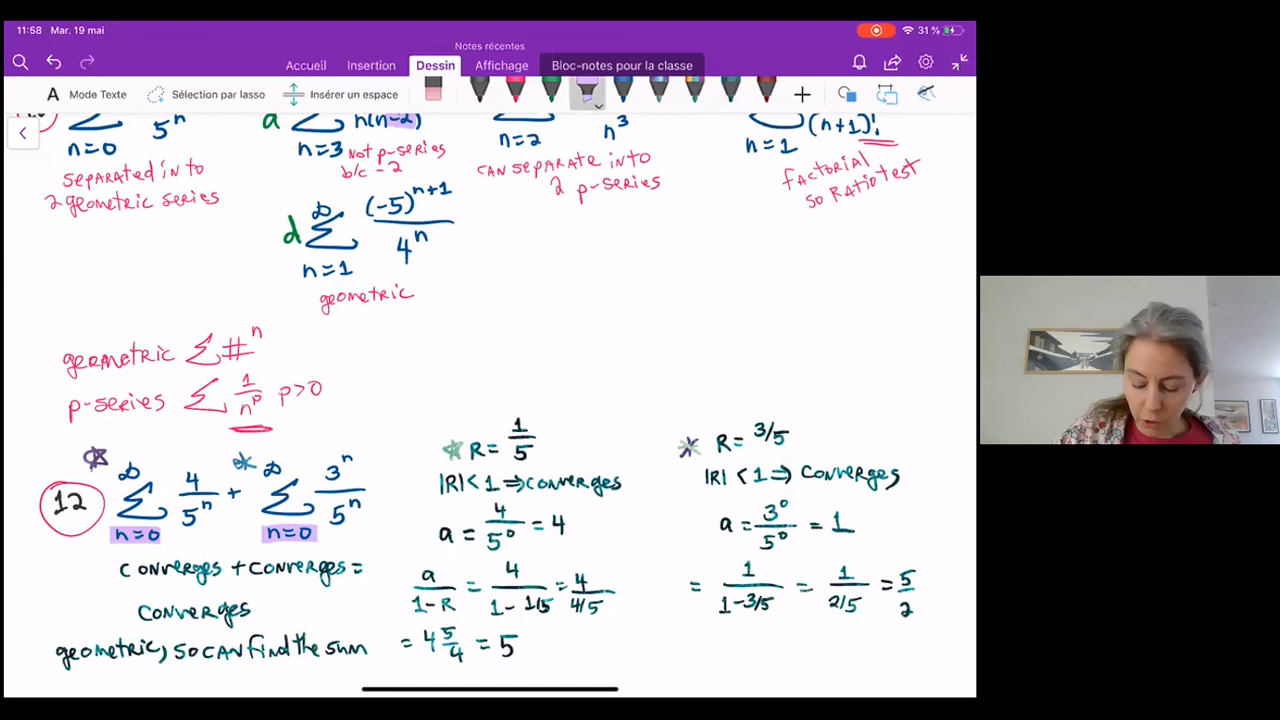 11:58 Mar. 19 mai
31 %
Notes récentes
Accueil Insertion Dessin Affichage Bloc-notes pour la classe
A Mode Texte Sélection par lasso Insérer un espace
∑ n=0 5^n
a ∑ n=3 n(n-2)
n=2 n^3
∑ n=1 (n+1)!
separated into
2 geometric series
Not p-series
b/c -2
can separate into
2 p-series
factorial
so Ratio test
d ∑ n=1 ∞ (-5)^{n+1} / 4^n
geometric
geometric ∑ #^n
p-series ∑ 1/n^p p>0
12 ∑ n=0 ∞ 4/5^n + ∑ n=0 ∞ 3^n/5^n
converges + converges =
converges
geometric, so can find the sum
R = 1/5
|R| < 1 ⇒ converges
a = 4/5^0 = 4
a/(1-R) = 4/(1-1/5) = 4/(4/5)
= 4 5/4 = 5
R = 3/5
|R| < 1 ⇒ converges
a = 3^0/5^0 = 1
= 1/(1-3/5) = 1/(2/5) = 5/2